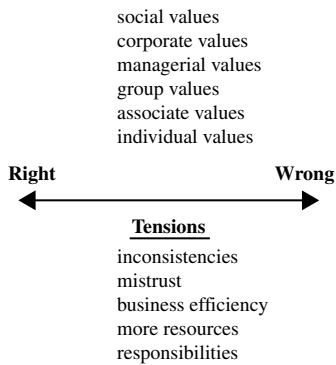 social values
corporate values
managerial values
group values
associate values
individual values
Right Wrong
Tensions
inconsistencies
mistrust
business efficiency
more resources
responsibilities